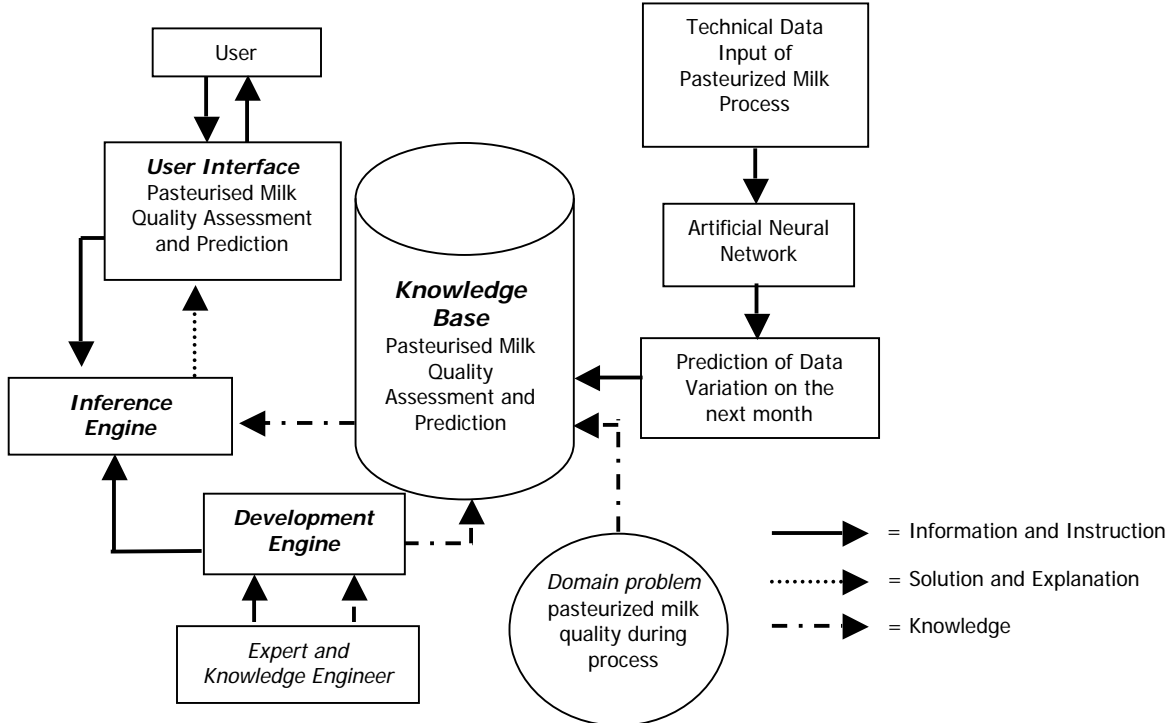 User
User Interface
Pasteurised Milk
Quality Assessment
and Prediction
Inference
Engine
Development
Engine
Expert and
Knowledge Engineer
Knowledge
Base
Pasteurised Milk
Quality
Assessment and
Prediction
Technical Data
Input of
Pasteurized Milk
Process
Artificial Neural
Network
Prediction of Data
Variation on the
next month
Domain problem
pasteurized milk
quality during
process
= Information and Instruction
= Solution and Explanation
= Knowledge